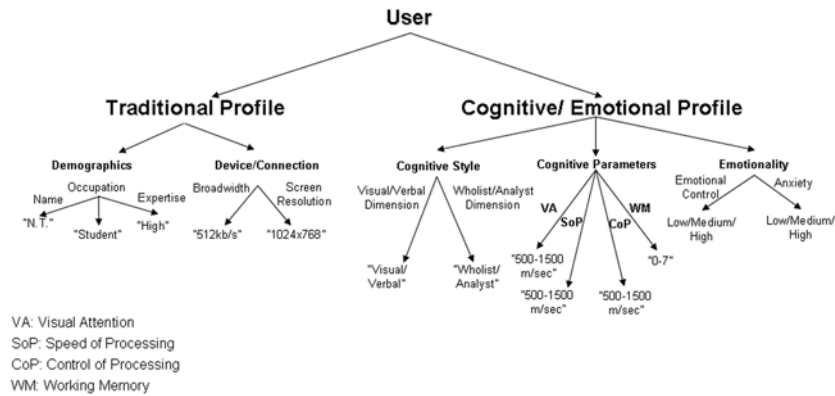 User
Traditional Profile
Cognitive/ Emotional Profile
Demographics
Device/Connection
Cognitive Style
Cognitive Parameters
Emotionality
Name
Occupation
Expertise
Broadwidth
Screen
Resolution
Visual/Verbal
Dimension
Wholist/Analyst
Dimension
VA
SoP
CoP
WM
Emotional
Control
Anxiety
"N.T."
"Student"
"High"
"512kb/s"
"1024x768"
"Visual/
Verbal"
"Wholist/
Analyst"
"500-1500
m/sec"
"500-1500
m/sec"
"500-1500
m/sec"
"0-7"
Low/Medium/
High
Low/Medium/
High
VA: Visual Attention
SoP: Speed of Processing
CoP: Control of Processing
WM: Working Memory